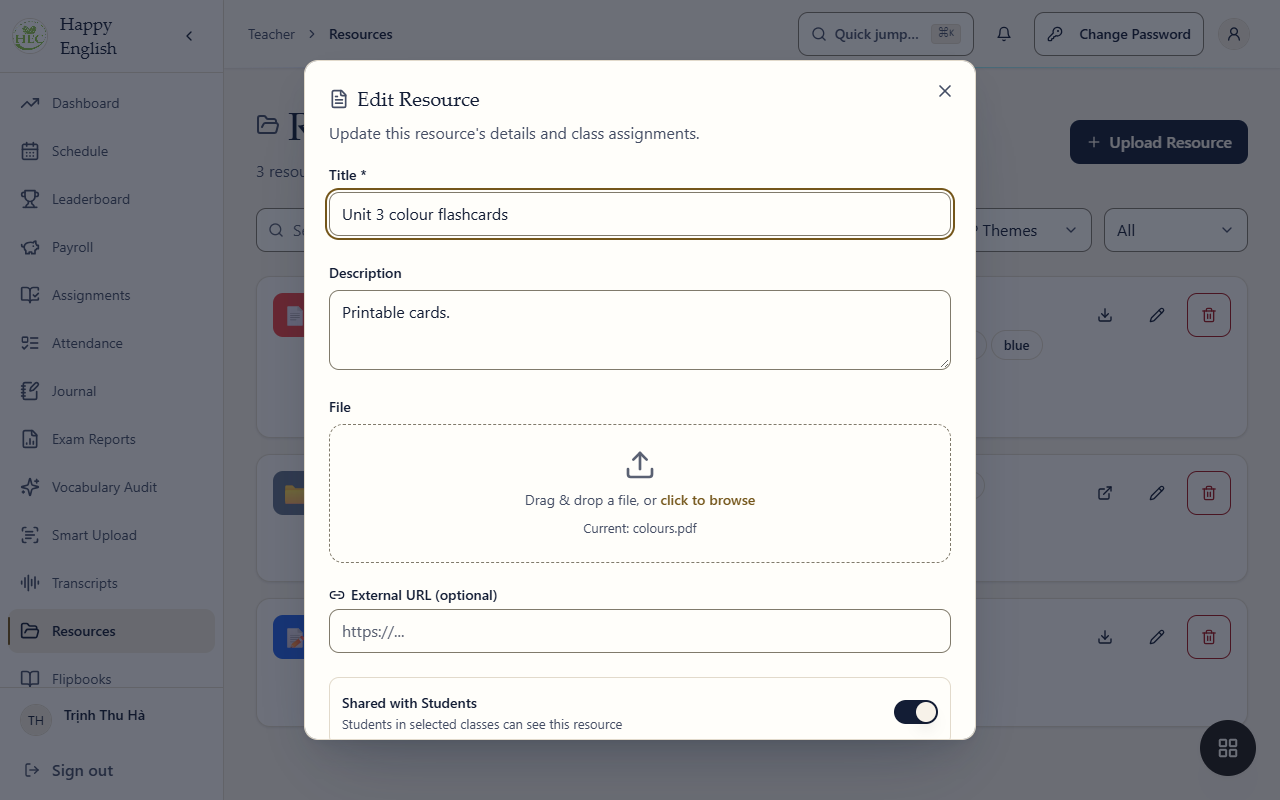 HEC
Happy
English
Teacher
Resources
Quick jump...
⌘K
Change Password
Dashboard
Schedule
Leaderboard
Payroll
Assignments
Attendance
Journal
Exam Reports
Vocabulary Audit
Smart Upload
Transcripts
Resources
Flipbooks
TH
Trịnh Thu Hà
Sign out
3 resou
Upload Resource
Themes
All
blue
Edit Resource
Update this resource's details and class assignments.
Title *
Unit 3 colour flashcards
Description
Printable cards.
File
Drag & drop a file, or click to browse
Current: colours.pdf
External URL (optional)
https://...
Shared with Students
Students in selected classes can see this resource